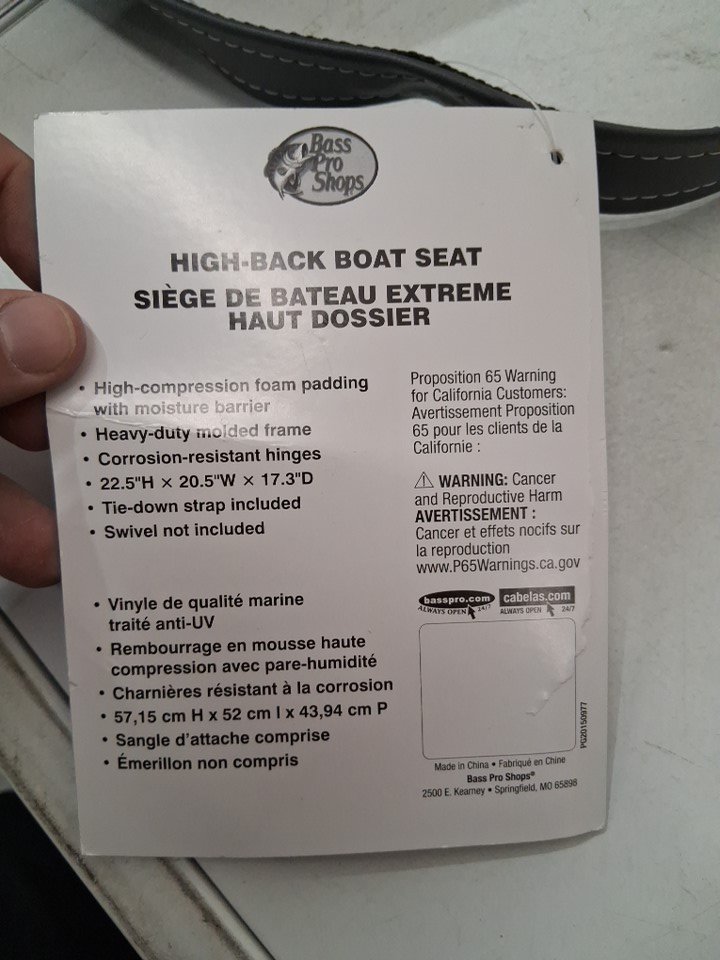 Bass
Pro
Shops
HIGH-BACK BOAT SEAT
SIÈGE DE BATEAU EXTREME
HAUT DOSSIER
• High-compression foam padding
with moisture barrier
• Heavy-duty molded frame
• Corrosion-resistant hinges
• 22.5"H × 20.5"W × 17.3"D
• Tie-down strap included
• Swivel not included
• Vinyle de qualité marine
traité anti-UV
• Rembourrage en mousse haute
compression avec pare-humidité
• Charnières résistant à la corrosion
• 57,15 cm H x 52 cm l x 43,94 cm P
• Sangle d'attache comprise
• Émerillon non compris
Proposition 65 Warning
for California Customers:
Avertissement Proposition
65 pour les clients de la
Californie :
⚠ WARNING: Cancer
and Reproductive Harm
AVERTISSEMENT :
Cancer et effets nocifs sur
la reproduction
www.P65Warnings.ca.gov
basspro.com
ALWAYS OPEN 24/7
cabelas.com
ALWAYS OPEN 24/7
PG20150977
Made in China • Fabriqué en Chine
Bass Pro Shops®
2500 E. Kearney • Springfield, MO 65898